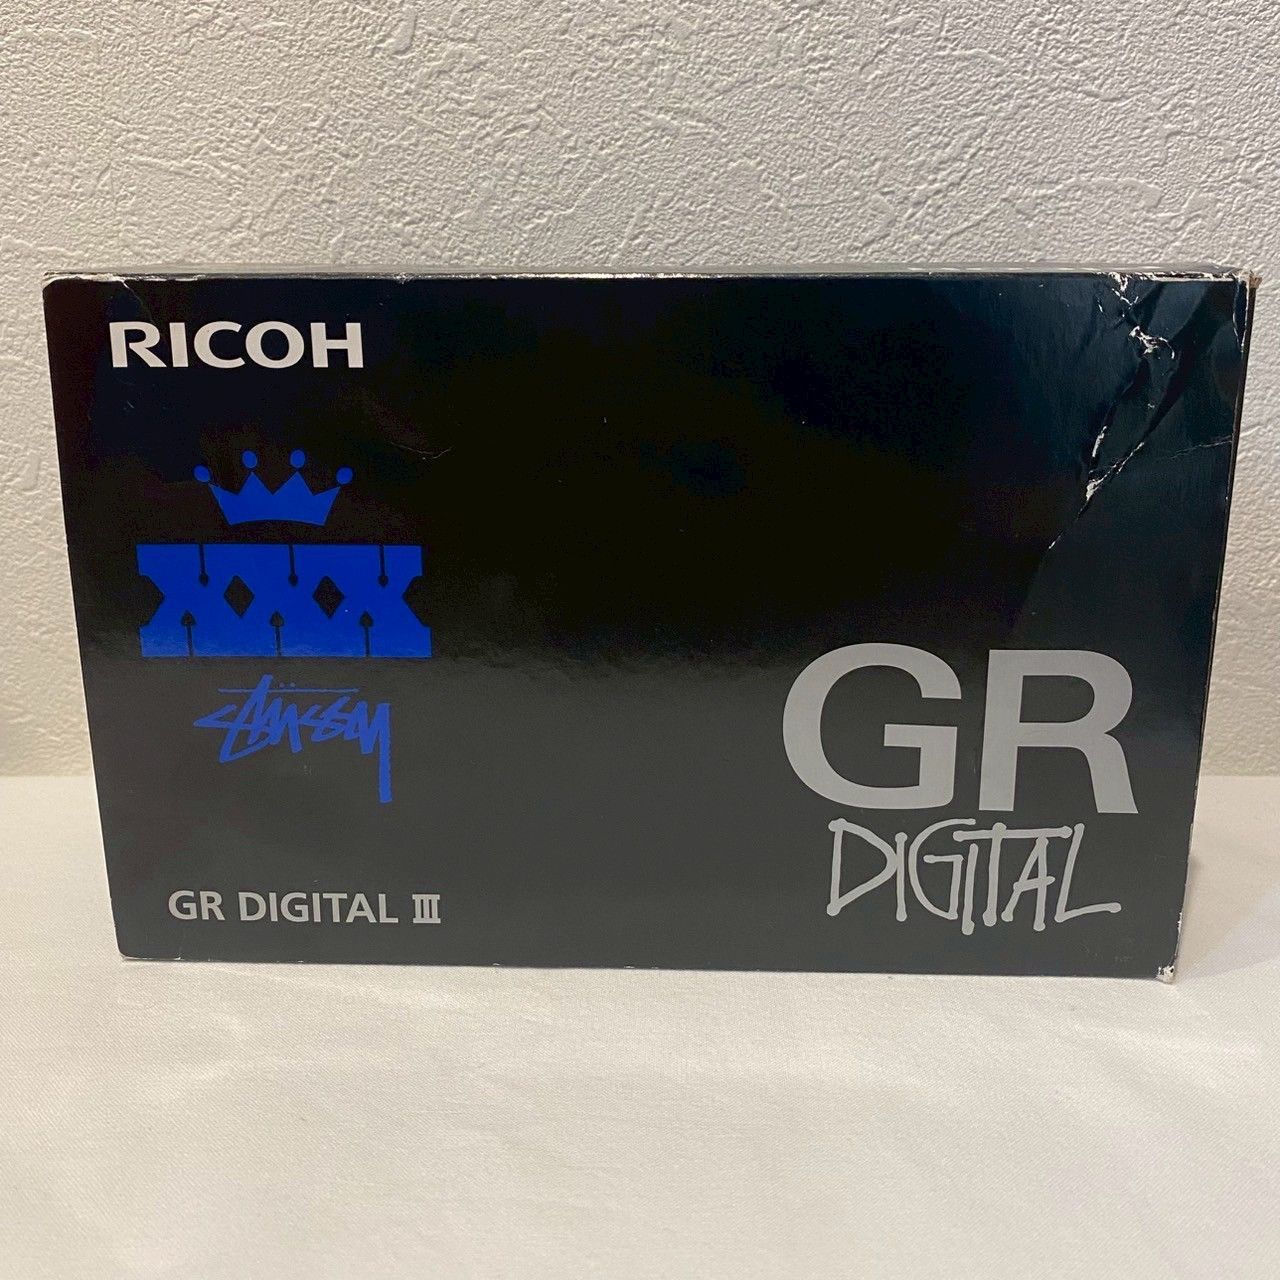 RICOH
XXX
STÜSSY
GR
DIGITAL
GR DIGITAL III